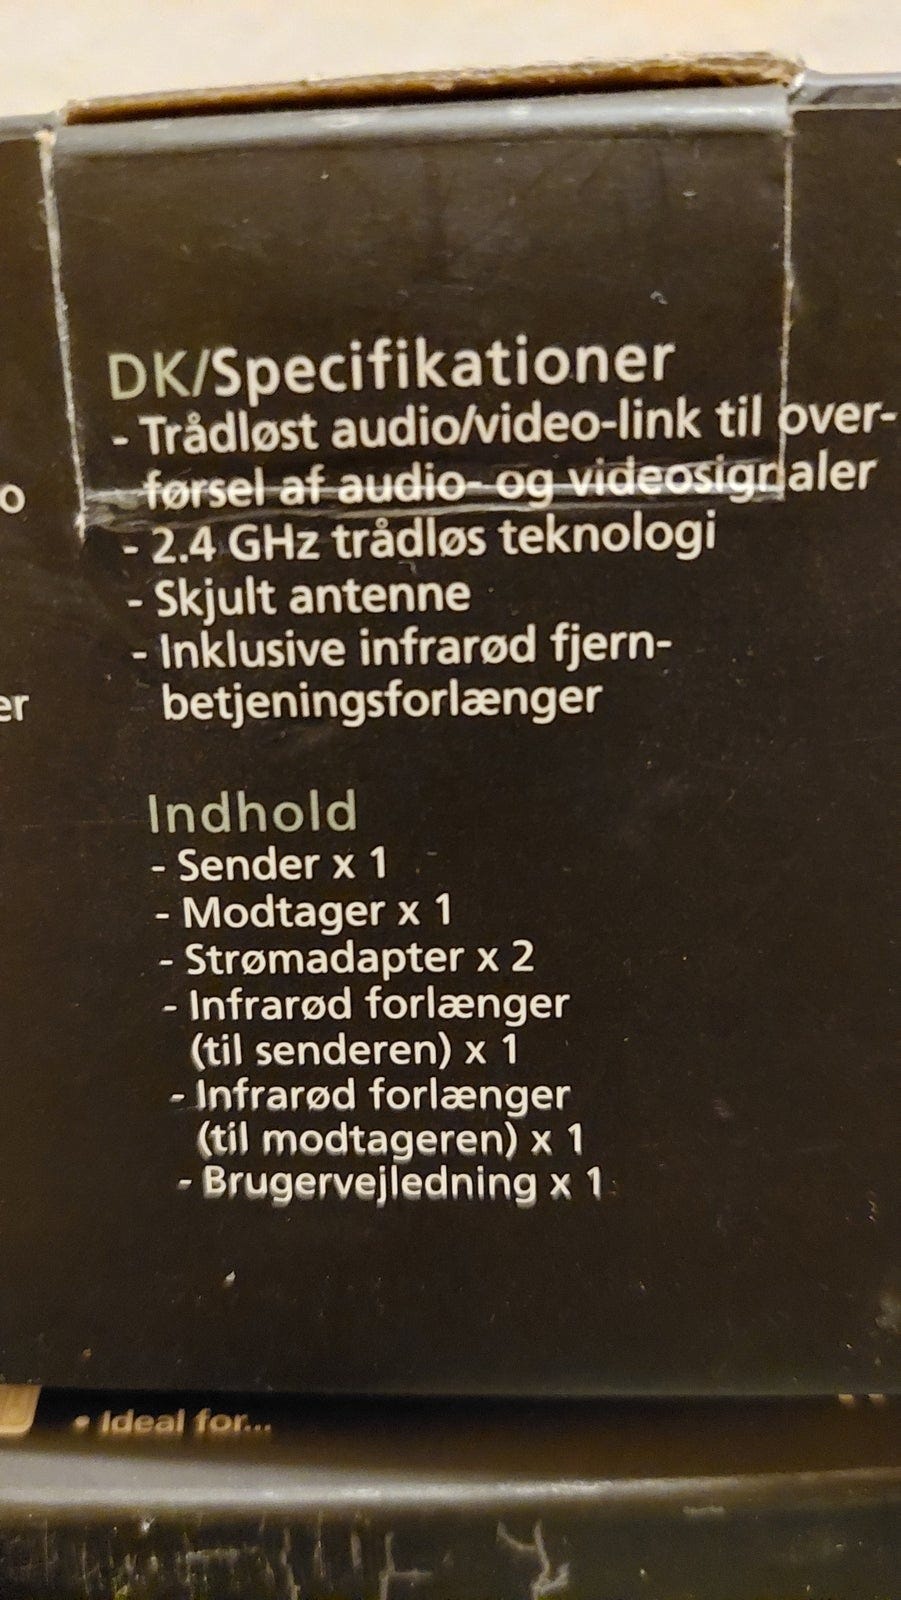 DK/Specifikationer
- Trådløst audio/video-link til over-
førsel af audio- og videosignaler
- 2.4 GHz trådløs teknologi
- Skjult antenne
- Inklusive infrarød fjern-
betjeningsforlænger
Indhold
- Sender x 1
- Modtager x 1
- Strømadapter x 2
- Infrarød forlænger
(til senderen) x 1
- Infrarød forlænger
(til modtageren) x 1
- Brugervejledning x 1
o
er
• Ideal for...